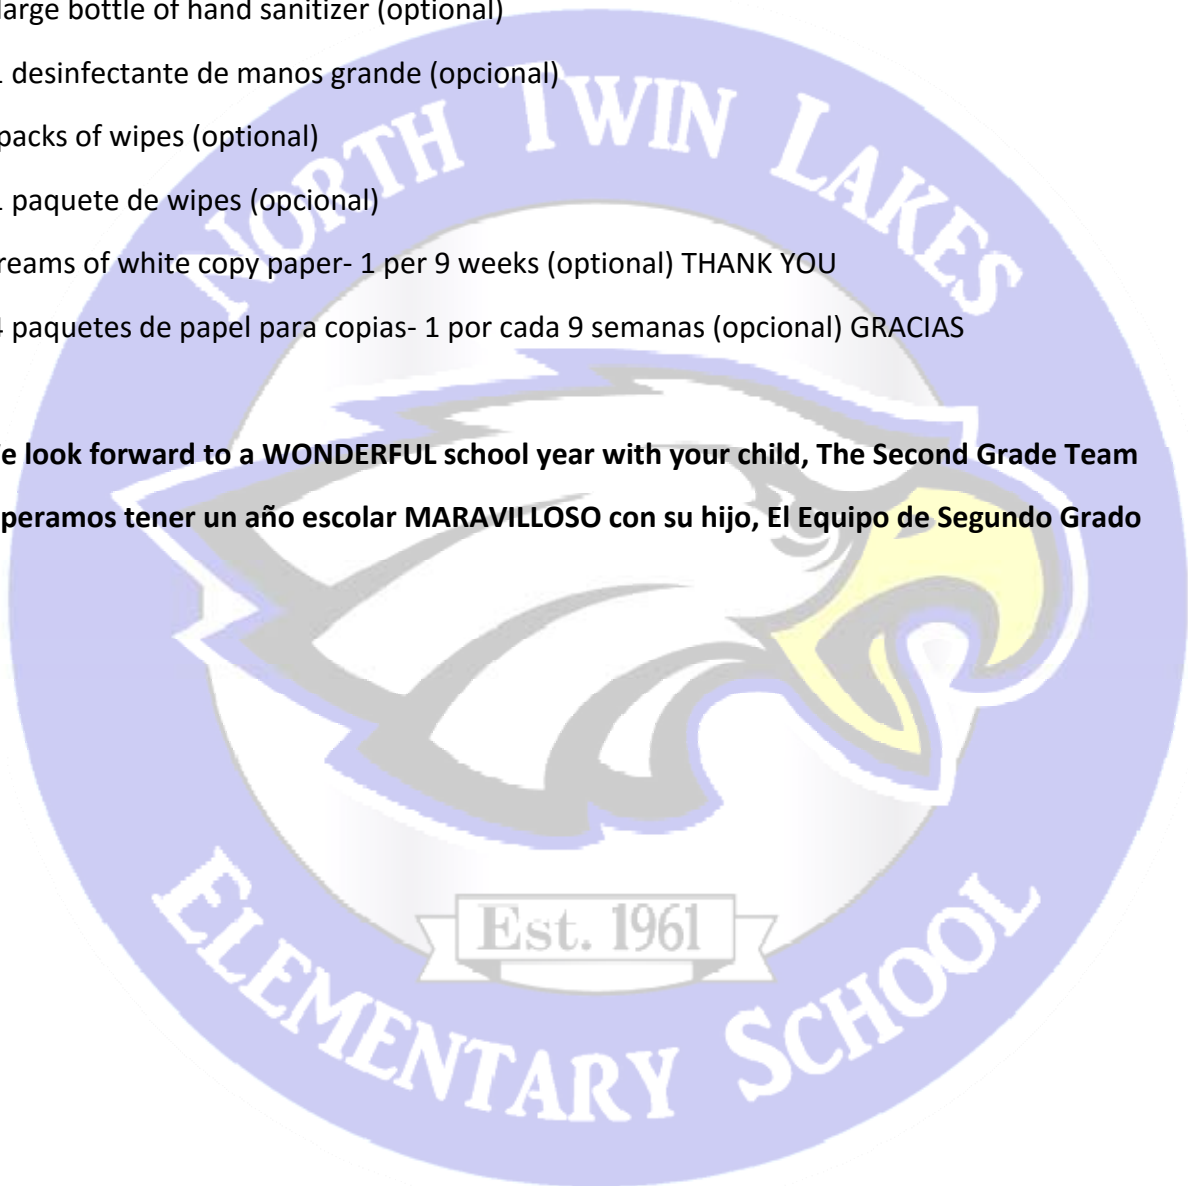 large bottle of hand sanitizer (optional)
1 desinfectante de manos grande (opcional)
packs of wipes (optional)
1 paquete de wipes (opcional)
reams of white copy paper- 1 per 9 weeks (optional) THANK YOU
4 paquetes de papel para copias- 1 por cada 9 semanas (opcional) GRACIAS
We look forward to a WONDERFUL school year with your child, The Second Grade Team
peramos tener un año escolar MARAVILLOSO con su hijo, El Equipo de Segundo Grado
NORTH TWIN LAKES
Est. 1961
ELEMENTARY SCHOOL